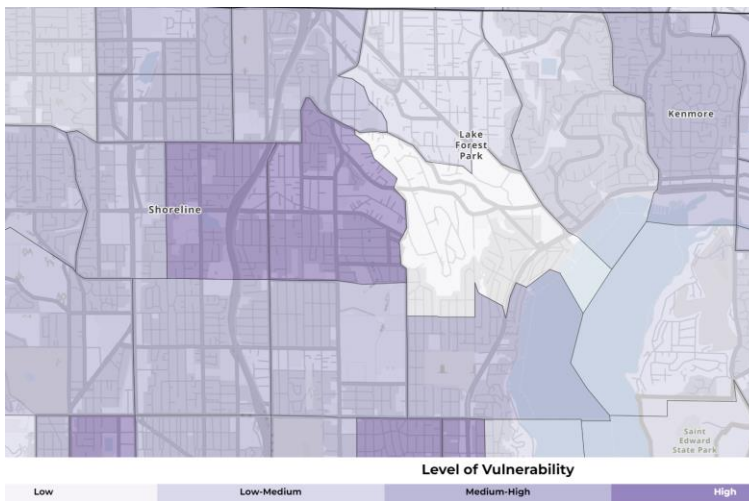 Lake
Forest
Park
Kenmore
Shoreline
Saint
Edward
State Park
Level of Vulnerability
Low
Low-Medium
Medium-High
High